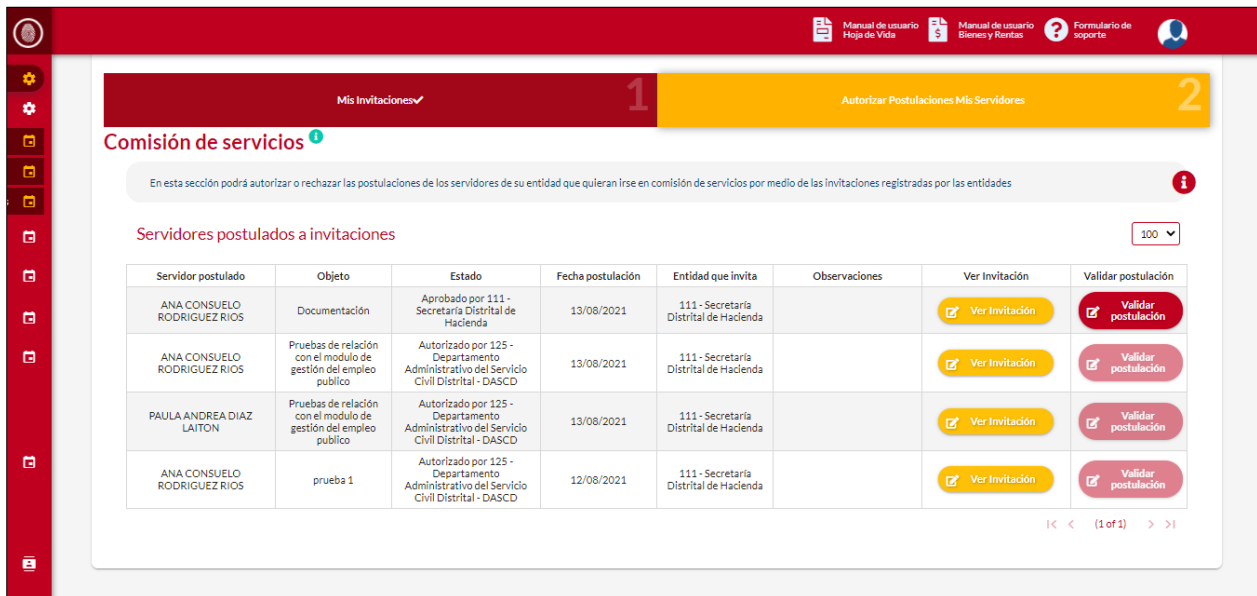 Manual de usuario
Hoja de Vida
Manual de usuario
Bienes y Rentas
Formulario de
soporte
Mis Invitaciones✔
1
Autorizar Postulaciones Mis Servidores
2
Comisión de servicios
En esta sección podrá autorizar o rechazar las postulaciones de los servidores de su entidad que quieran irse en comisión de servicios por medio de las invitaciones registradas por las entidades
Servidores postulados a invitaciones
100
Servidor postulado Objeto Estado Fecha postulación Entidad que invita Observaciones Ver Invitación Validar postulación
ANA CONSUELO
RODRIGUEZ RIOS
Documentación
Aprobado por 111 -
Secretaría Distrital de
Hacienda
13/08/2021
111 - Secretaría
Distrital de Hacienda
Ver Invitación
Validar
postulación
ANA CONSUELO
RODRIGUEZ RIOS
Pruebas de relación
con el modulo de
gestión del empleo
publico
Autorizado por 125 -
Departamento
Administrativo del Servicio
Civil Distrital - DASCD
13/08/2021
111 - Secretaría
Distrital de Hacienda
Ver Invitación
Validar
postulación
PAULA ANDREA DIAZ
LAITON
Pruebas de relación
con el modulo de
gestión del empleo
publico
Autorizado por 125 -
Departamento
Administrativo del Servicio
Civil Distrital - DASCD
13/08/2021
111 - Secretaría
Distrital de Hacienda
Ver Invitación
Validar
postulación
ANA CONSUELO
RODRIGUEZ RIOS
prueba 1
Autorizado por 125 -
Departamento
Administrativo del Servicio
Civil Distrital - DASCD
12/08/2021
111 - Secretaría
Distrital de Hacienda
Ver Invitación
Validar
postulación
(1 of 1)